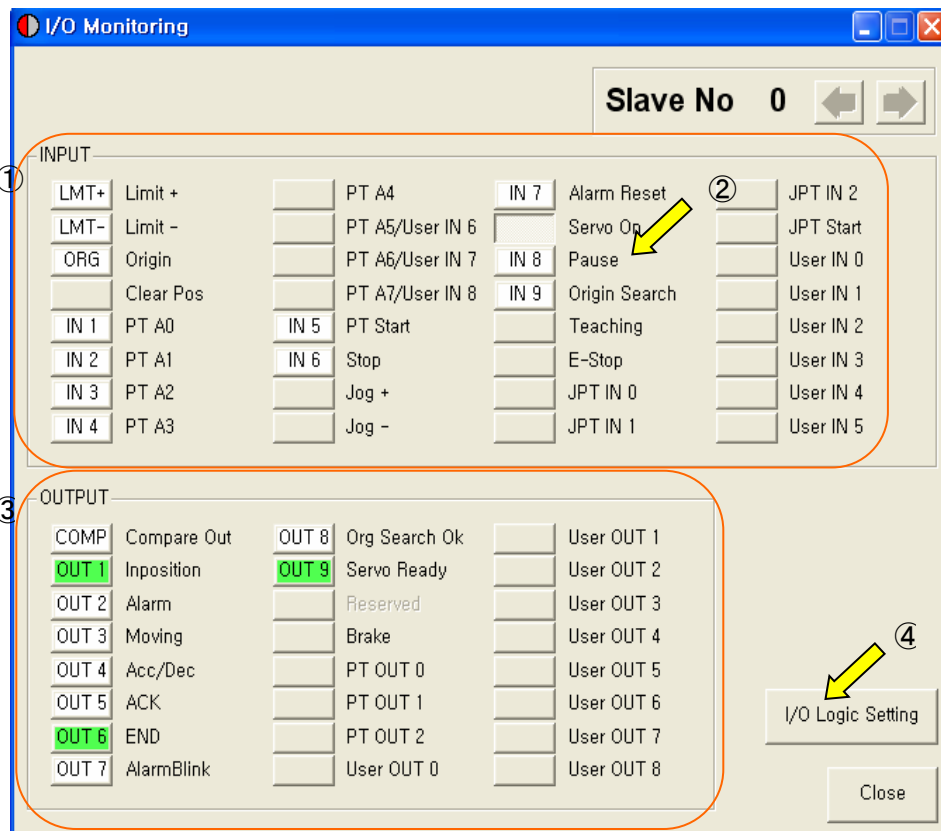 I/O Monitoring
Slave No 0
INPUT
①
②
LMT+ Limit + PT A4 IN 7 Alarm Reset JPT IN 2
LMT- Limit - PT A5/User IN 6 Servo On JPT Start
ORG Origin PT A6/User IN 7 IN 8 Pause User IN 0
Clear Pos PT A7/User IN 8 IN 9 Origin Search User IN 1
IN 1 PT A0 IN 5 PT Start Teaching User IN 2
IN 2 PT A1 IN 6 Stop E-Stop User IN 3
IN 3 PT A2 Jog + JPT IN 0 User IN 4
IN 4 PT A3 Jog - JPT IN 1 User IN 5
OUTPUT
③
COMP Compare Out OUT 8 Org Search Ok User OUT 1
OUT 1 Inposition OUT 9 Servo Ready User OUT 2
OUT 2 Alarm Reserved User OUT 3
OUT 3 Moving Brake User OUT 4
④
OUT 4 Acc/Dec PT OUT 0 User OUT 5
OUT 5 ACK PT OUT 1 User OUT 6
I/O Logic Setting
OUT 6 END PT OUT 2 User OUT 7
OUT 7 AlarmBlink User OUT 0 User OUT 8
Close